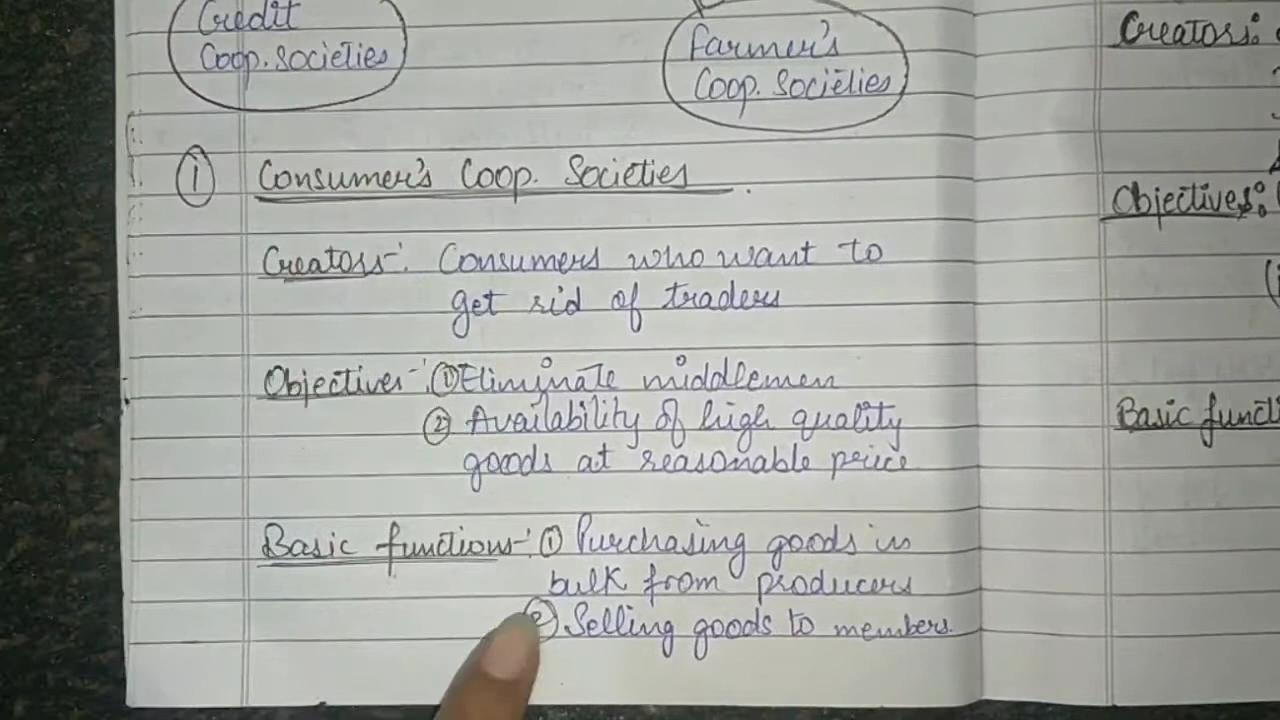 Credit
Coop. Societies
Farmer's
Coop. Societies
① Consumer's Coop. Societies
Creators:- Consumers who want to
get rid of traders
Objectives:- ① Eliminate middlemen
② Availability of high quality
goods at reasonable price
Basic functions:- ① Purchasing goods in
bulk from producers
② Selling goods to members.
Creators:
Objectives:
Basic functi